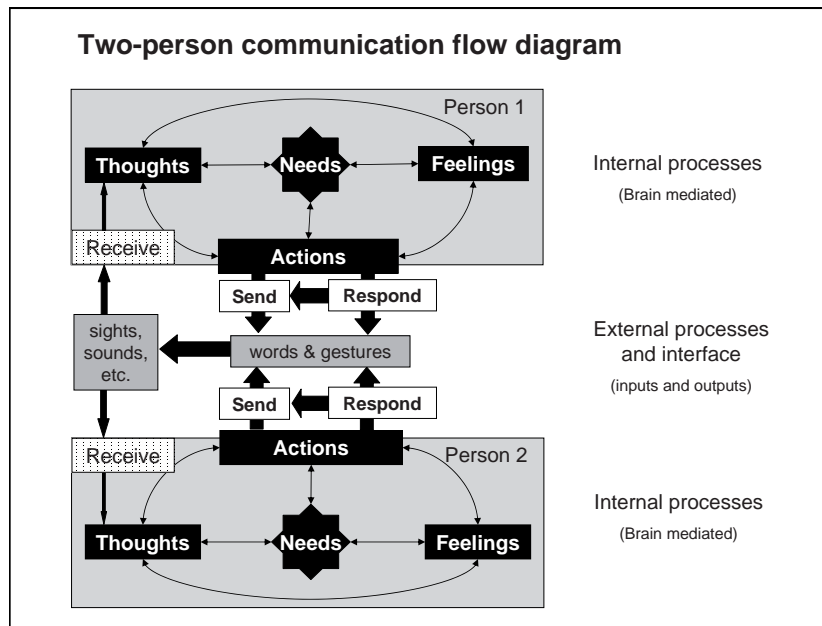 Two-person communication flow diagram
Person 1
Thoughts
Needs
Feelings
Internal processes
(Brain mediated)
Receive
Actions
Send
Respond
sights,
sounds,
etc.
words & gestures
External processes
and interface
(inputs and outputs)
Send
Respond
Receive
Actions
Person 2
Thoughts
Needs
Feelings
Internal processes
(Brain mediated)